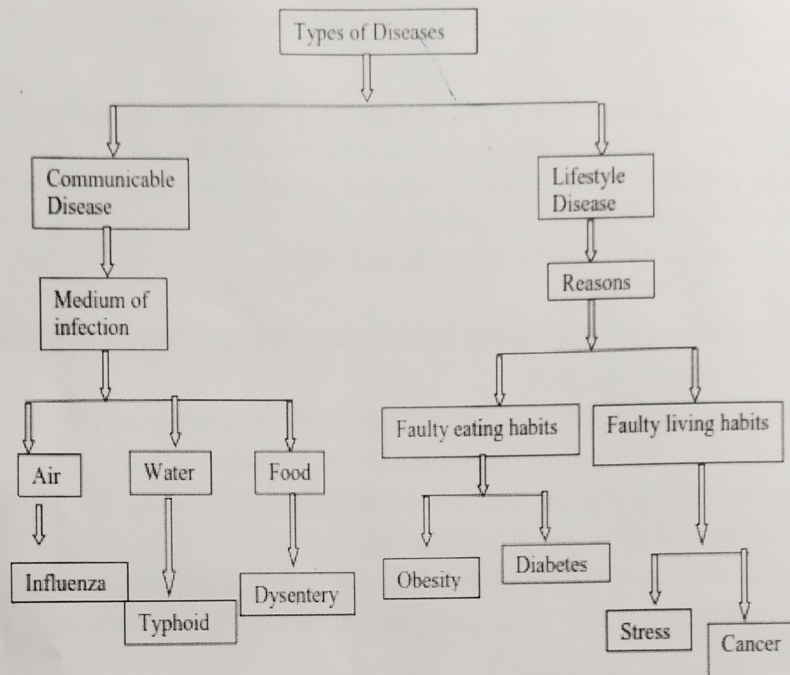 Types of Diseases
Communicable
Disease
Lifestyle
Disease
Medium of
infection
Reasons
Faulty eating habits
Faulty living habits
Air
Water
Food
Influenza
Typhoid
Dysentery
Obesity
Diabetes
Stress
Cancer